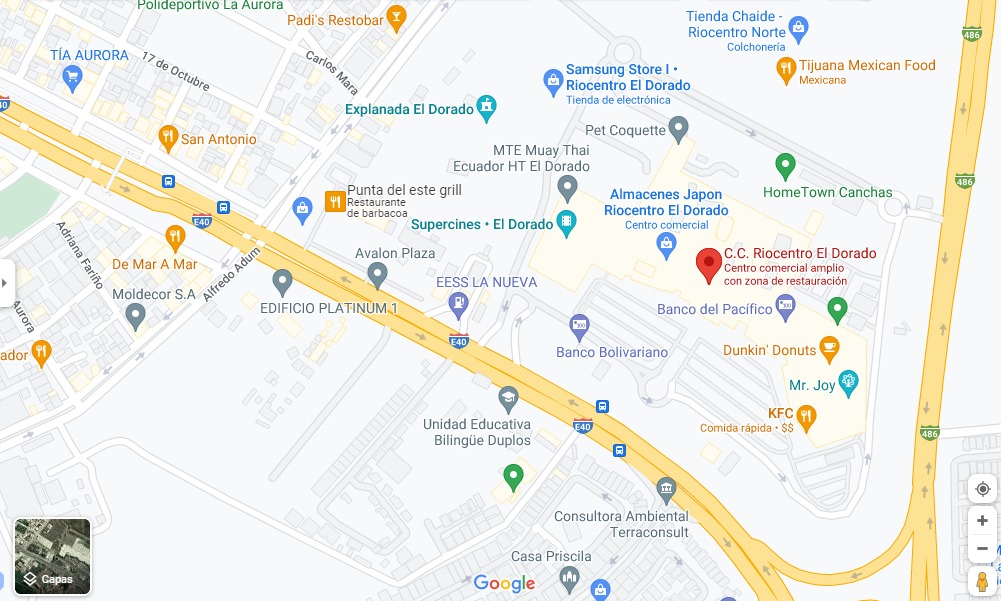 Polideportivo La Aurora
Padi's Restobar
Tienda Chaide -
Riocentro Norte
Colchonería
486
TÍA AURORA
17 de Octubre
Carlos Mara
Samsung Store I •
Riocentro El Dorado
Tienda de electrónica
Tijuana Mexican Food
Mexicana
40
Explanada El Dorado
San Antonio
Pet Coquette
MTE Muay Thai
Ecuador HT El Dorado
486
HomeTown Canchas
Punta del este grill
Restaurante
de barbacoa
Almacenes Japon
Riocentro El Dorado
Centro comercial
E40
Supercines • El Dorado
Adriana Fariño
De Mar A Mar
Alfredo Adum
Avalon Plaza
C.C. Riocentro El Dorado
Centro comercial amplio
con zona de restauración
EESS LA NUEVA
Moldecor S.A
EDIFICIO PLATINUM 1
Banco del Pacífico
Aurora
E40
Banco Bolivariano
Dunkin' Donuts
ador
Mr. Joy
KFC
Comida rápida • $$
Unidad Educativa
Bilingüe Duplos
E40
486
Consultora Ambiental
Terraconsult
Casa Priscila
Capas
Google